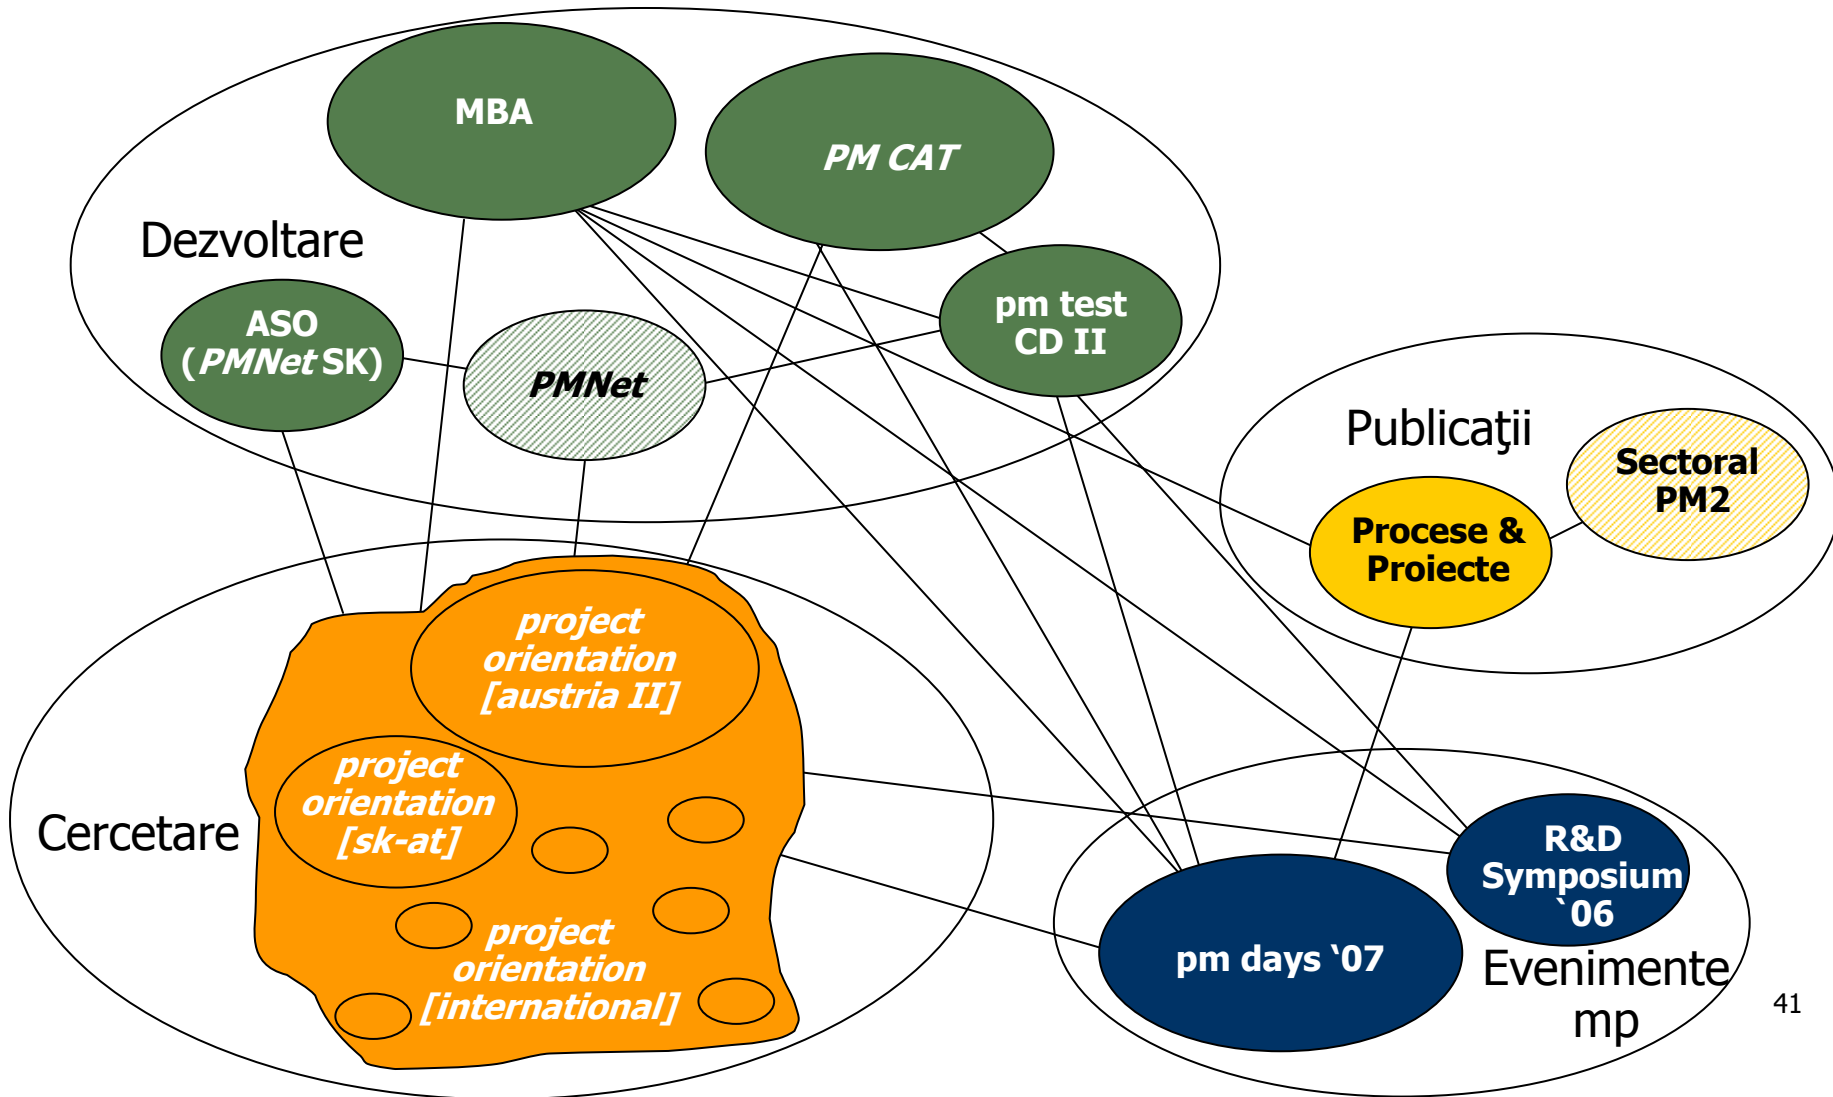 MBA
PM CAT
Dezvoltare
ASO
(PMNet SK)
PMNet
pm test
CD II
Publicaţii
Sectoral
PM2
Procese &
Proiecte
project
orientation
[austria II]
project
orientation
[sk-at]
Cercetare
project
orientation
[international]
R&D
Symposium
`06
pm days ‘07
Evenimente
mp
41